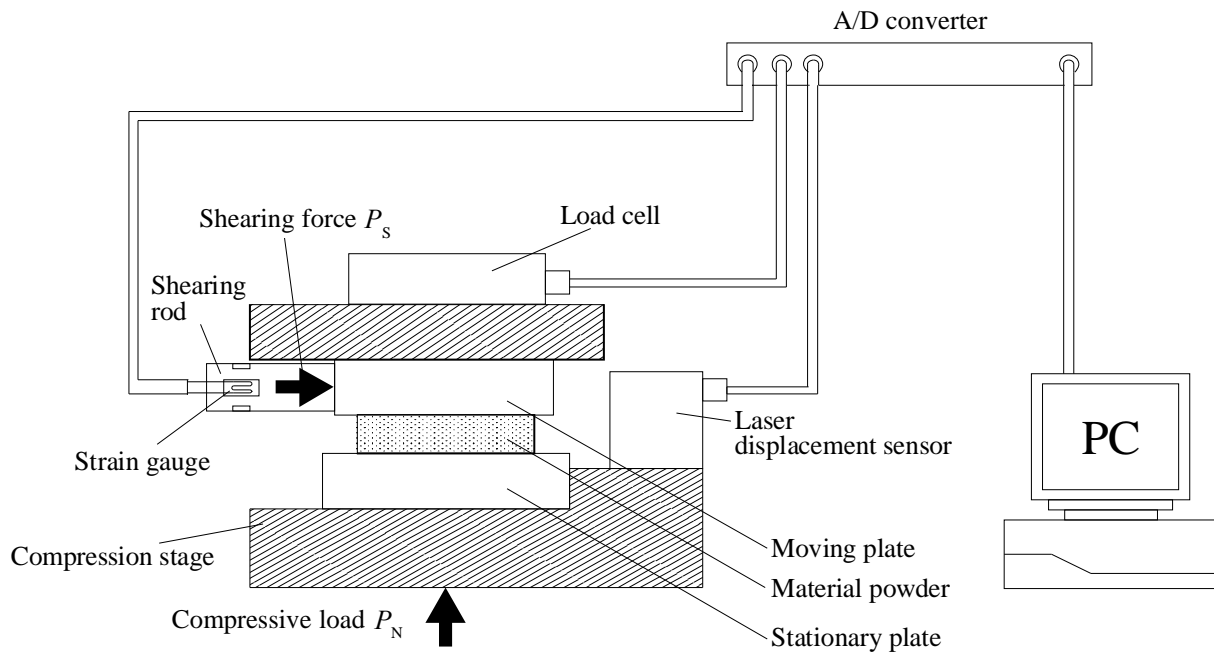 A/D converter
Shearing force P_S
Load cell
Shearing
rod
Laser
displacement sensor
PC
Strain gauge
Compression stage
Moving plate
Material powder
Compressive load P_N
Stationary plate